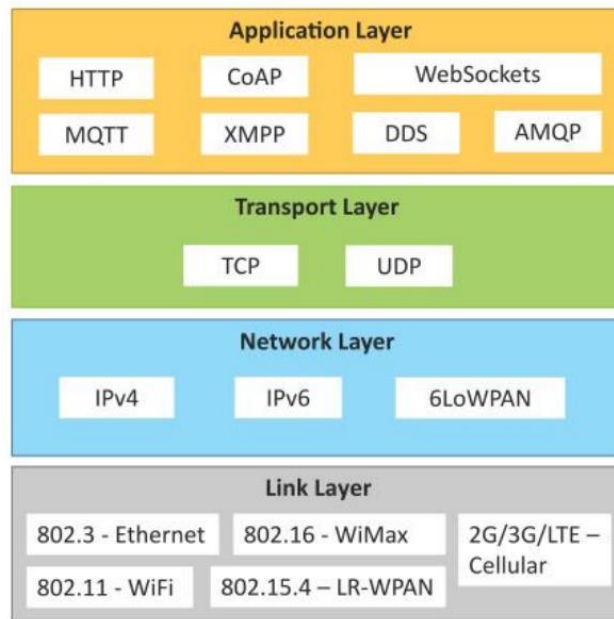 Application Layer
HTTP
CoAP
WebSockets
MQTT
XMPP
DDS
AMQP
Transport Layer
TCP
UDP
Network Layer
IPv4
IPv6
6LoWPAN
Link Layer
802.3 - Ethernet
802.16 - WiMax
2G/3G/LTE –
Cellular
802.11 - WiFi
802.15.4 – LR-WPAN